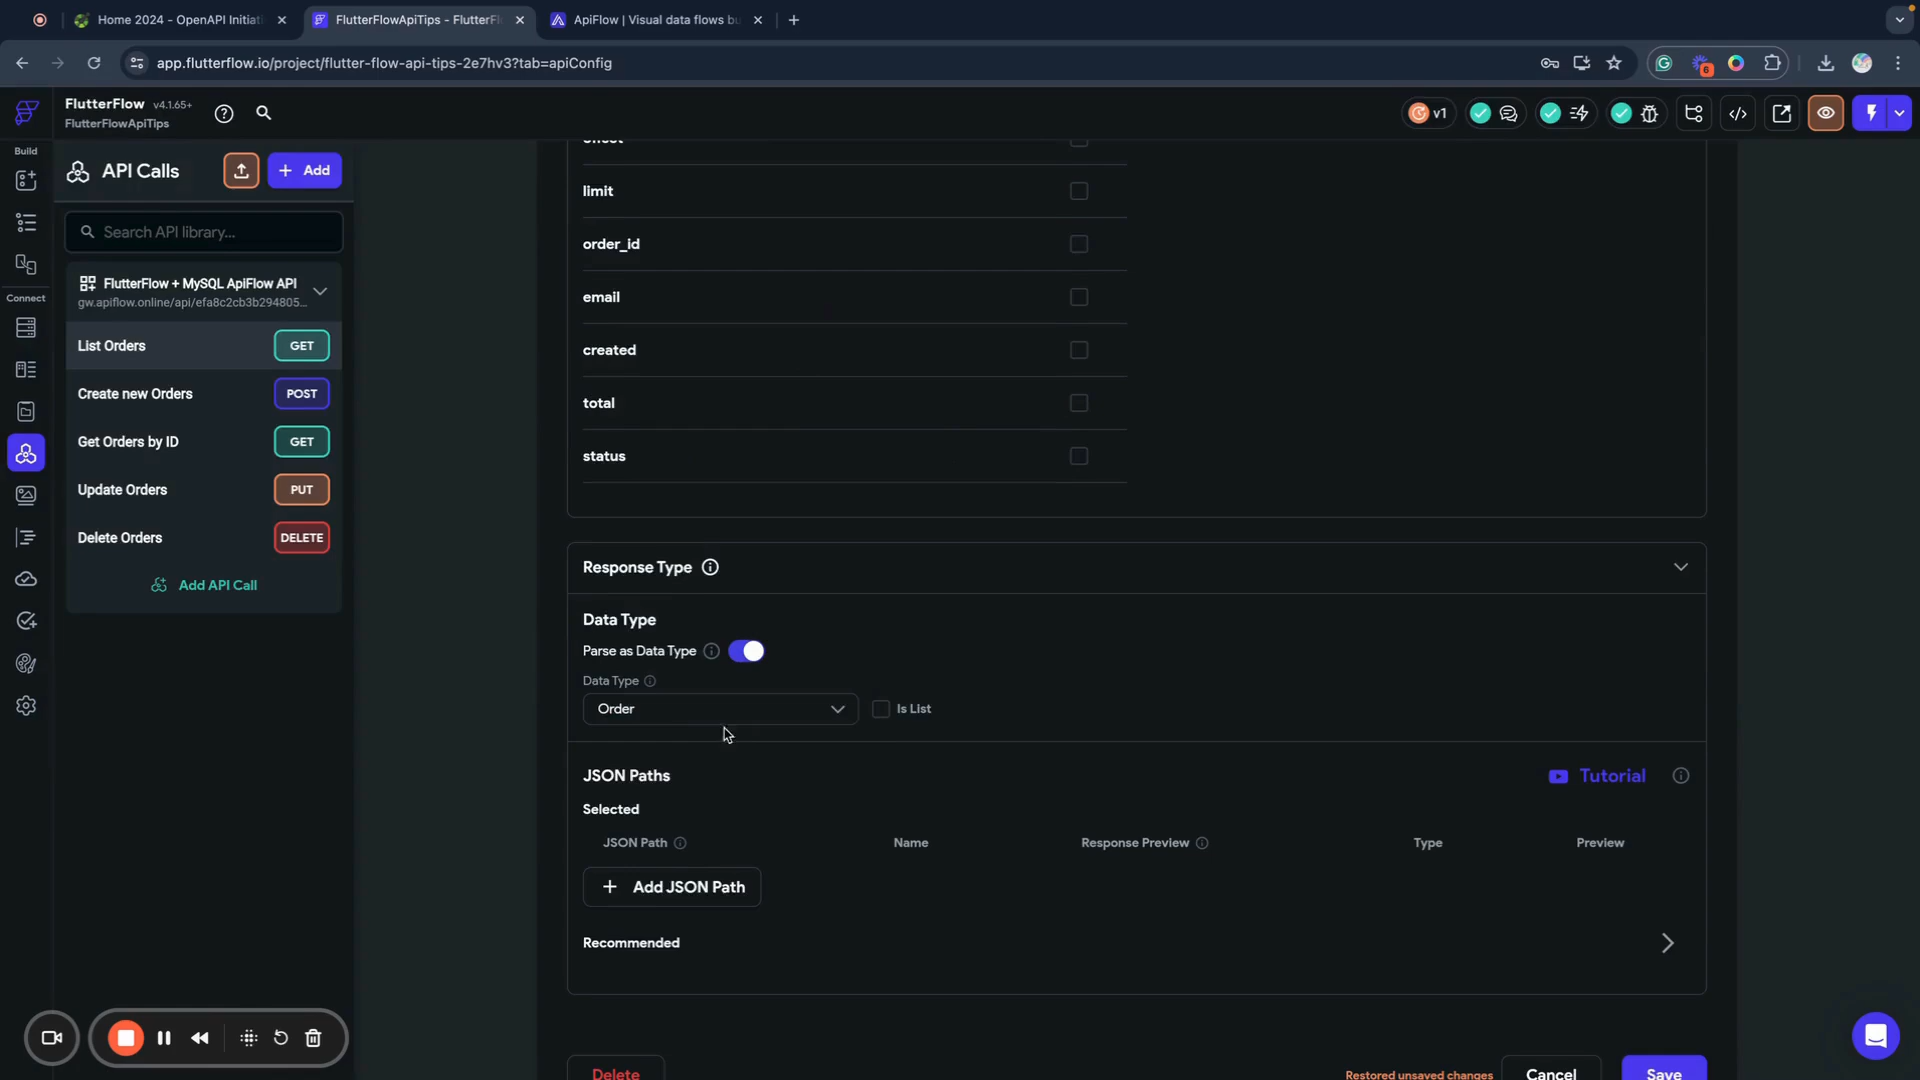 Home 2024 - OpenAPI Initiati
FlutterFlowApiTips - FlutterFl
ApiFlow | Visual data flows bu
app.flutterflow.io/project/flutter-flow-api-tips-2e7hv3?tab=apiConfig
6
FlutterFlow v4.1.65+
FlutterFlowApiTips
v1
Build
Connect
API Calls
+ Add
Search API library...
FlutterFlow + MySQL ApiFlow API
gw.apiflow.online/api/efa8c2cb3b294805...
List Orders GET
Create new Orders POST
Get Orders by ID GET
Update Orders PUT
Delete Orders DELETE
Add API Call
limit
order_id
email
created
total
status
Response Type
Data Type
Parse as Data Type
Data Type
Order
Is List
JSON Paths
Tutorial
Selected
JSON Path Name Response Preview Type Preview
+ Add JSON Path
Recommended
Delete
Restored unsaved changes
Cancel
Save